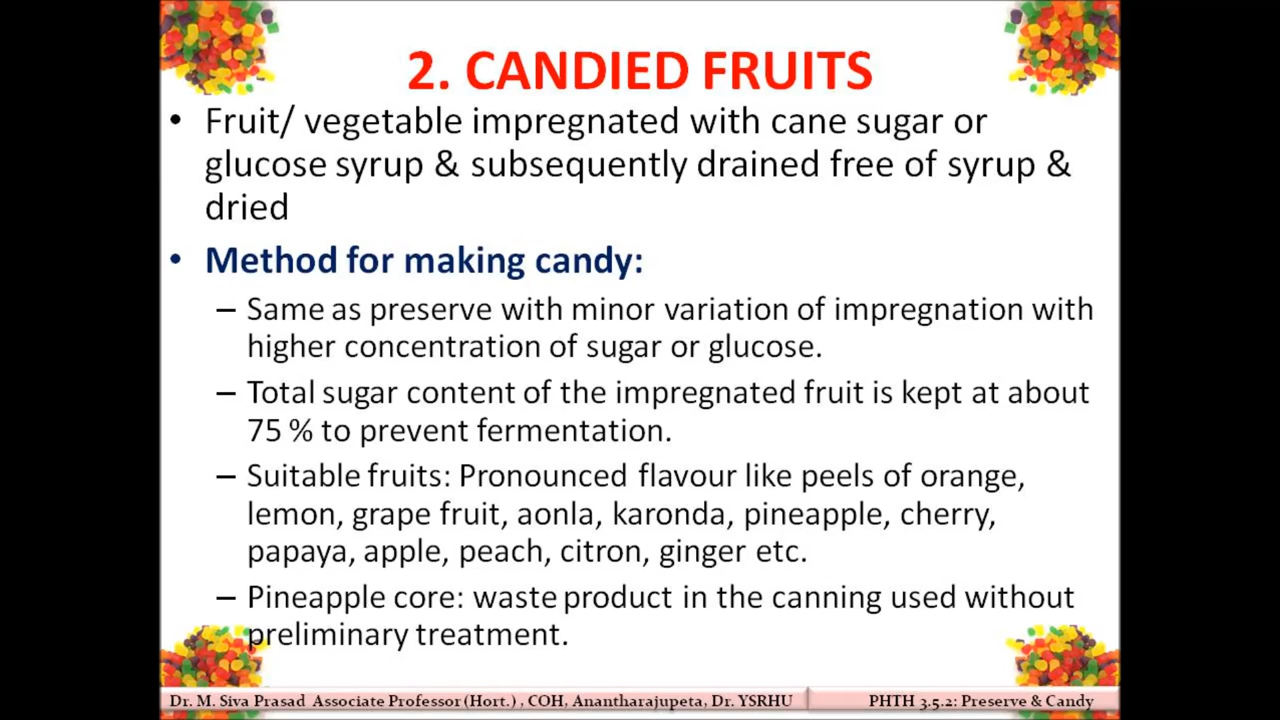 2. CANDIED FRUITS
• Fruit/ vegetable impregnated with cane sugar or
glucose syrup & subsequently drained free of syrup &
dried
• Method for making candy:
– Same as preserve with minor variation of impregnation with
higher concentration of sugar or glucose.
– Total sugar content of the impregnated fruit is kept at about
75 % to prevent fermentation.
– Suitable fruits: Pronounced flavour like peels of orange,
lemon, grape fruit, aonla, karonda, pineapple, cherry,
papaya, apple, peach, citron, ginger etc.
– Pineapple core: waste product in the canning used without
preliminary treatment.
Dr. M. Siva Prasad Associate Professor (Hort.) , COH, Anantharajupeta, Dr. YSRHU
PHTH 3.5.2: Preserve & Candy